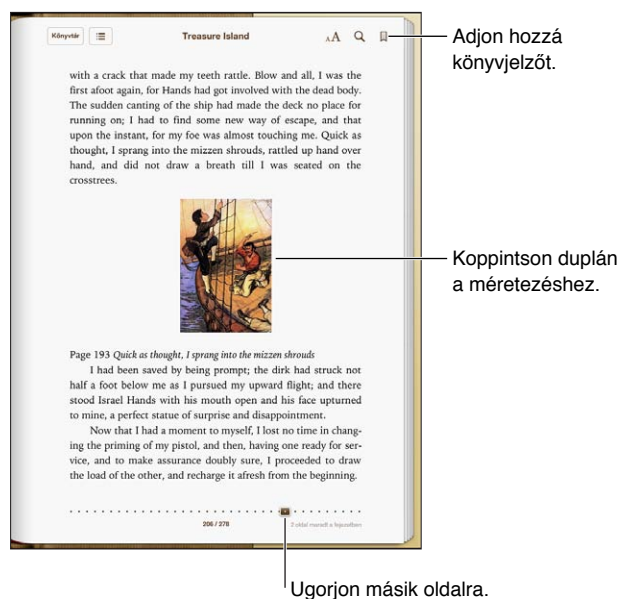 Könyvtár
Treasure Island
AA
Adjon hozzá
könyvjelzőt.
with a crack that made my teeth rattle. Blow and all, I was the
first afoot again, for Hands had got involved with the dead body.
The sudden canting of the ship had made the deck no place for
running on; I had to find some new way of escape, and that
upon the instant, for my foe was almost touching me. Quick as
thought, I sprang into the mizzen shrouds, rattled up hand over
hand, and did not draw a breath till I was seated on the
crosstrees.
Koppintson duplán
a méretezéshez.
Page 193 Quick as thought, I sprang into the mizzen shrouds
I had been saved by being prompt; the dirk had struck not
half a foot below me as I pursued my upward flight; and there
stood Israel Hands with his mouth open and his face upturned
to mine, a perfect statue of surprise and disappointment.
Now that I had a moment to myself, I lost no time in chang-
ing the priming of my pistol, and then, having one ready for ser-
vice, and to make assurance doubly sure, I proceeded to draw
the load of the other, and recharge it afresh from the beginning.
206 / 278
2 oldal maradt a fejezetben
Ugorjon másik oldalra.